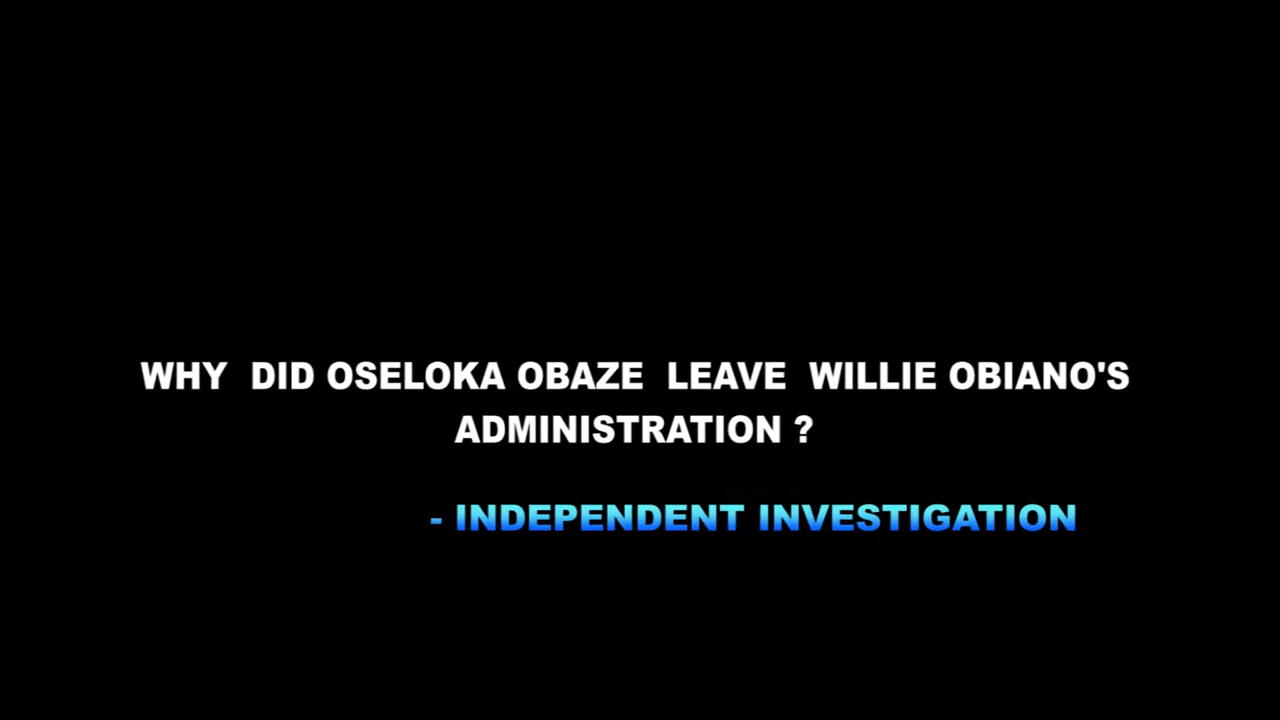 WHY DID OSELOKA OBAZE LEAVE WILLIE OBIANO'S
ADMINISTRATION ?
- INDEPENDENT INVESTIGATION